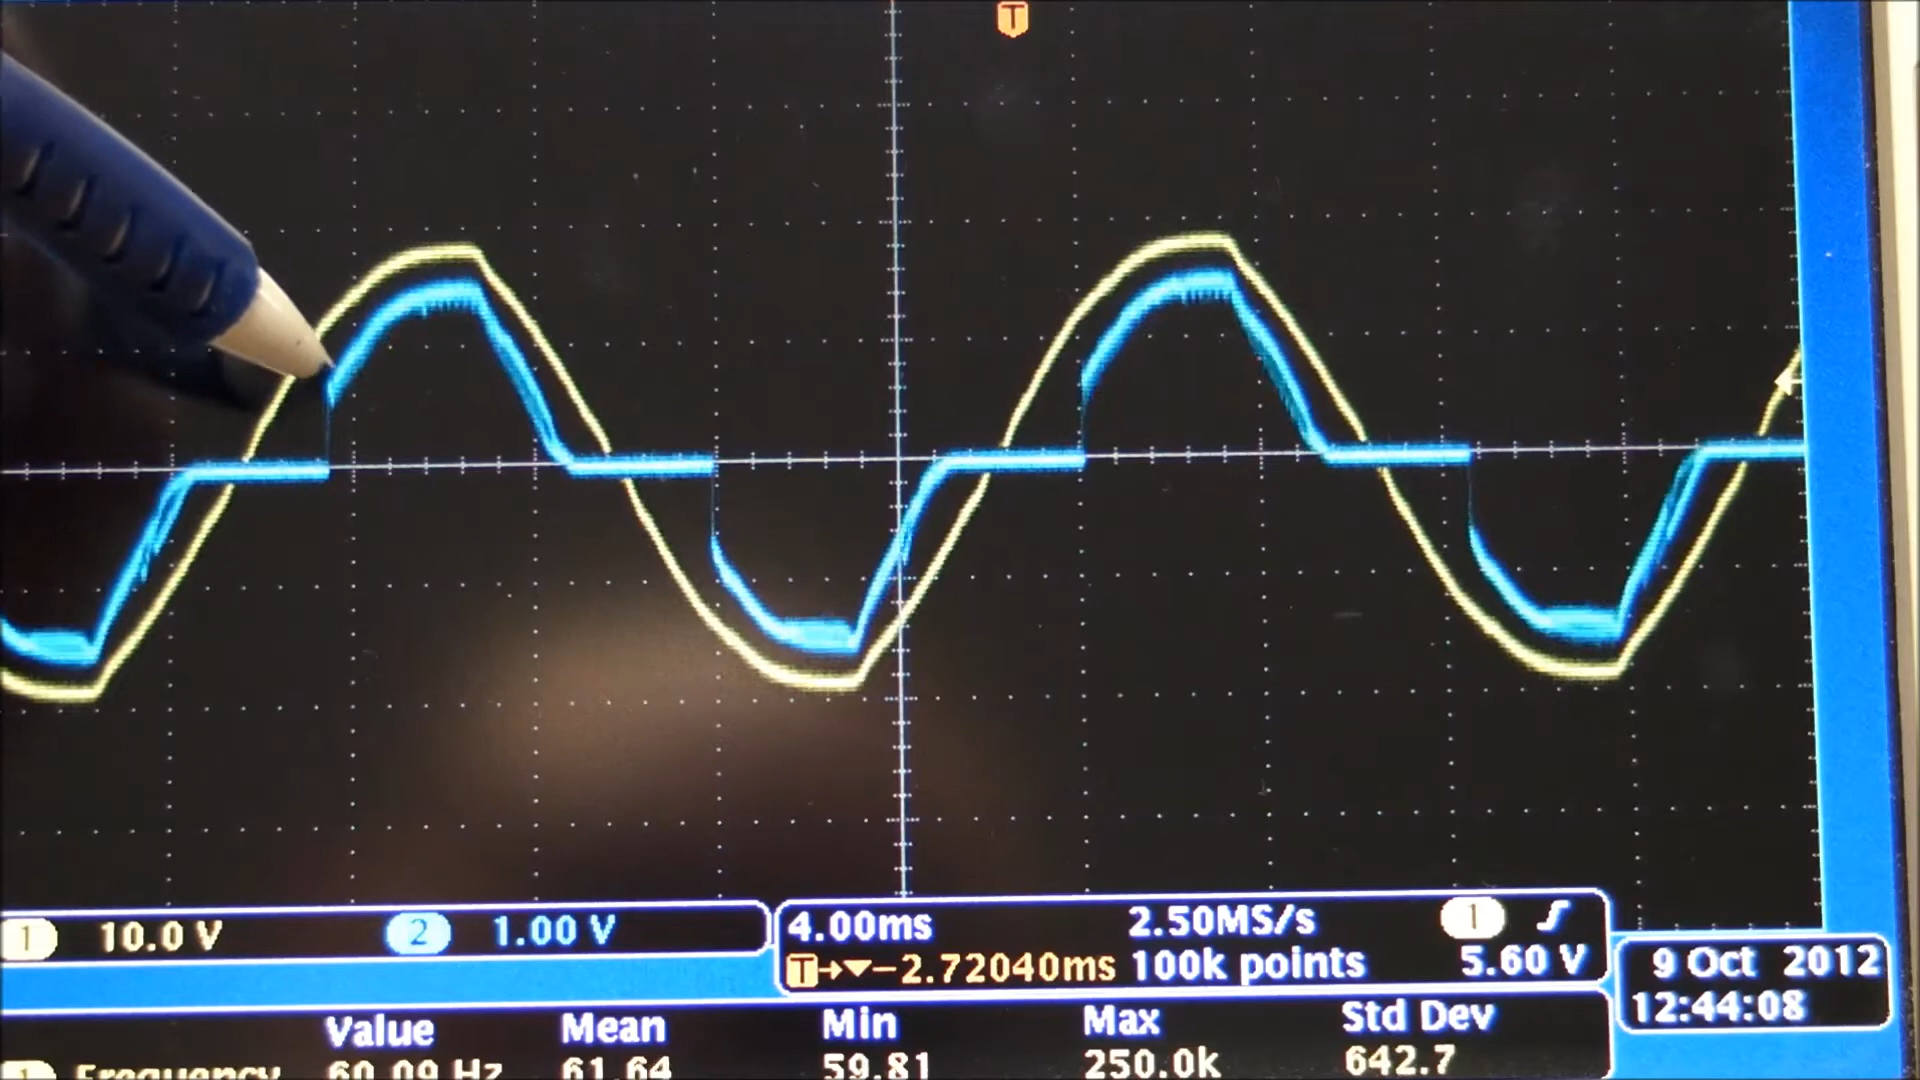 T
1 10.0 V 2 1.00 V
4.00ms 2.50MS/s 1
T→▼−2.72040ms 100k points 5.60 V
9 Oct 2012
12:44:08
Value Mean Min Max Std Dev
1 Frequency 60.09 Hz 61.64 59.81 250.0k 642.7